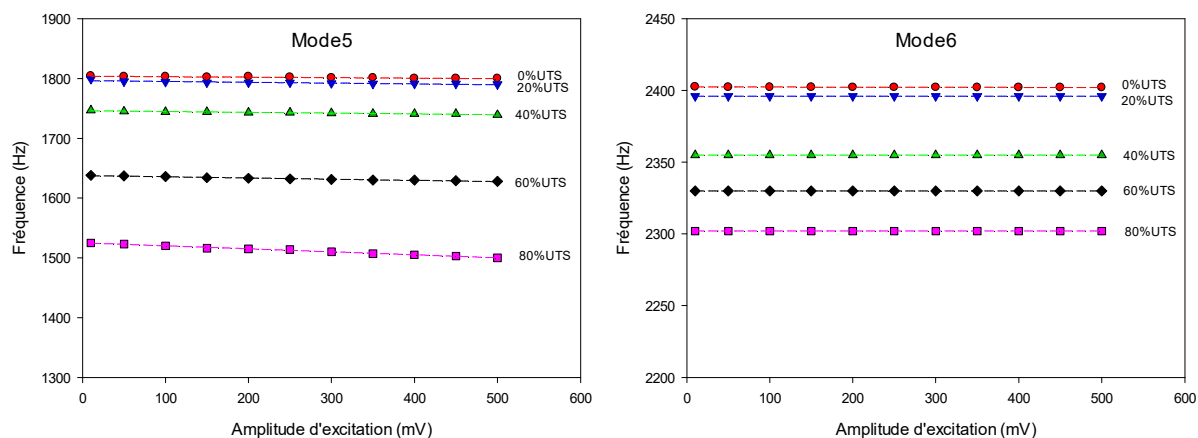 Mode5
1900
1800
1700
1600
1500
1400
1300
Fréquence (Hz)
0%UTS
20%UTS
40%UTS
60%UTS
80%UTS
0 100 200 300 400 500 600
Amplitude d'excitation (mV)
Mode6
2450
2400
2350
2300
2250
2200
Fréquence (Hz)
0%UTS
20%UTS
40%UTS
60%UTS
80%UTS
0 100 200 300 400 500 600
Amplitude d'excitation (mV)